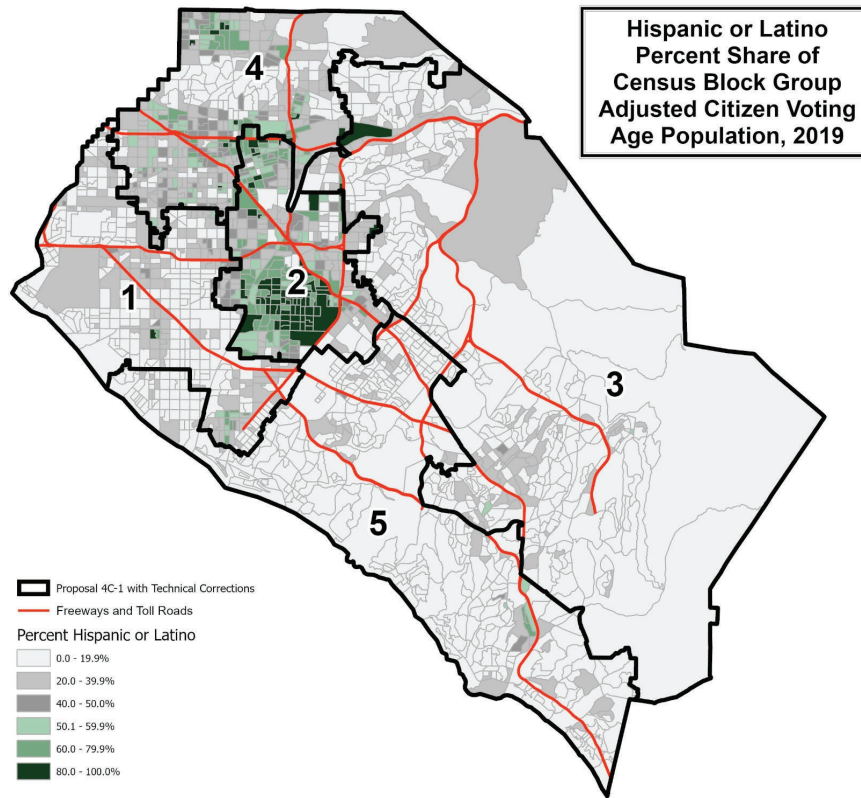 Hispanic or Latino
Percent Share of
Census Block Group
Adjusted Citizen Voting
Age Population, 2019
4
2
1
3
5
Proposal 4C-1 with Technical Corrections
Freeways and Toll Roads
Percent Hispanic or Latino
0.0 - 19.9%
20.0 - 39.9%
40.0 - 50.0%
50.1 - 59.9%
60.0 - 79.9%
80.0 - 100.0%